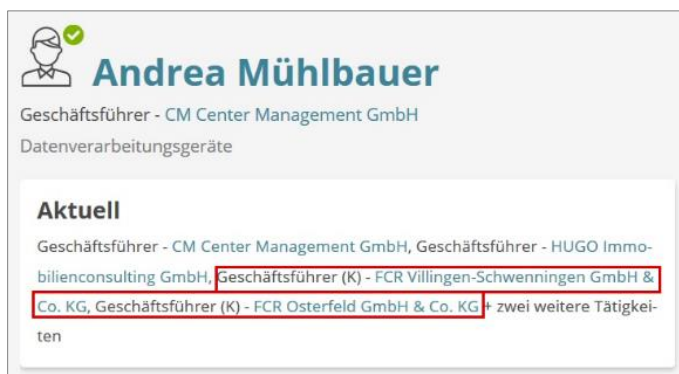 Andrea Mühlbauer
Geschäftsführer - CM Center Management GmbH
Datenverarbeitungsgeräte
Aktuell
Geschäftsführer - CM Center Management GmbH, Geschäftsführer - HUGO Immo-
bilienconsulting GmbH, Geschäftsführer (K) - FCR Villingen-Schwenningen GmbH &
Co. KG, Geschäftsführer (K) - FCR Osterfeld GmbH & Co. KG + zwei weitere Tätigkei-
ten